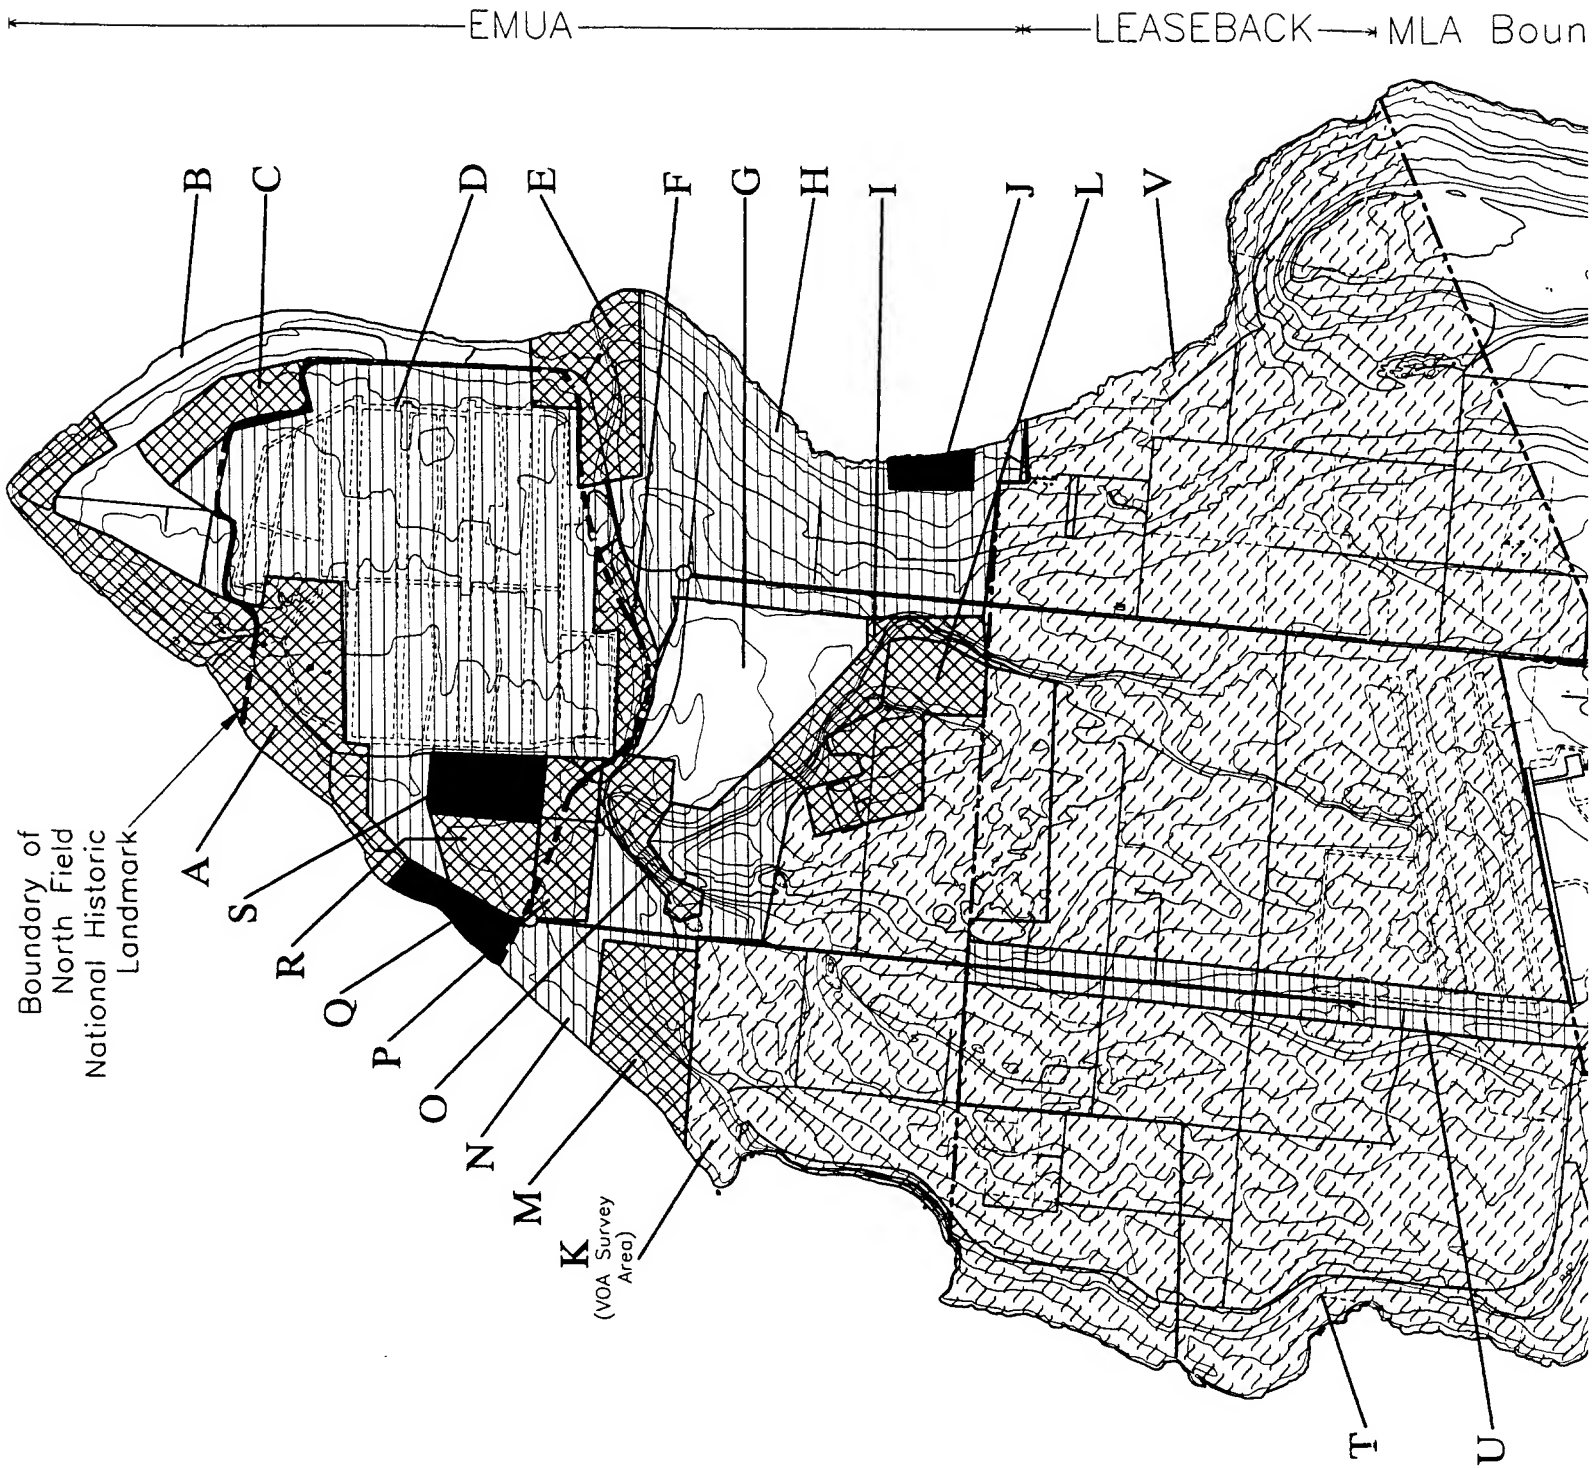 EMUA
LEASEBACK
MLA Boun
B
C
D
E
F
G
H
I
J
L
V
Boundary of
North Field
National Historic
Landmark
A
S
R
Q
P
O
N
M
K
(VOA Survey
Area)
T
U